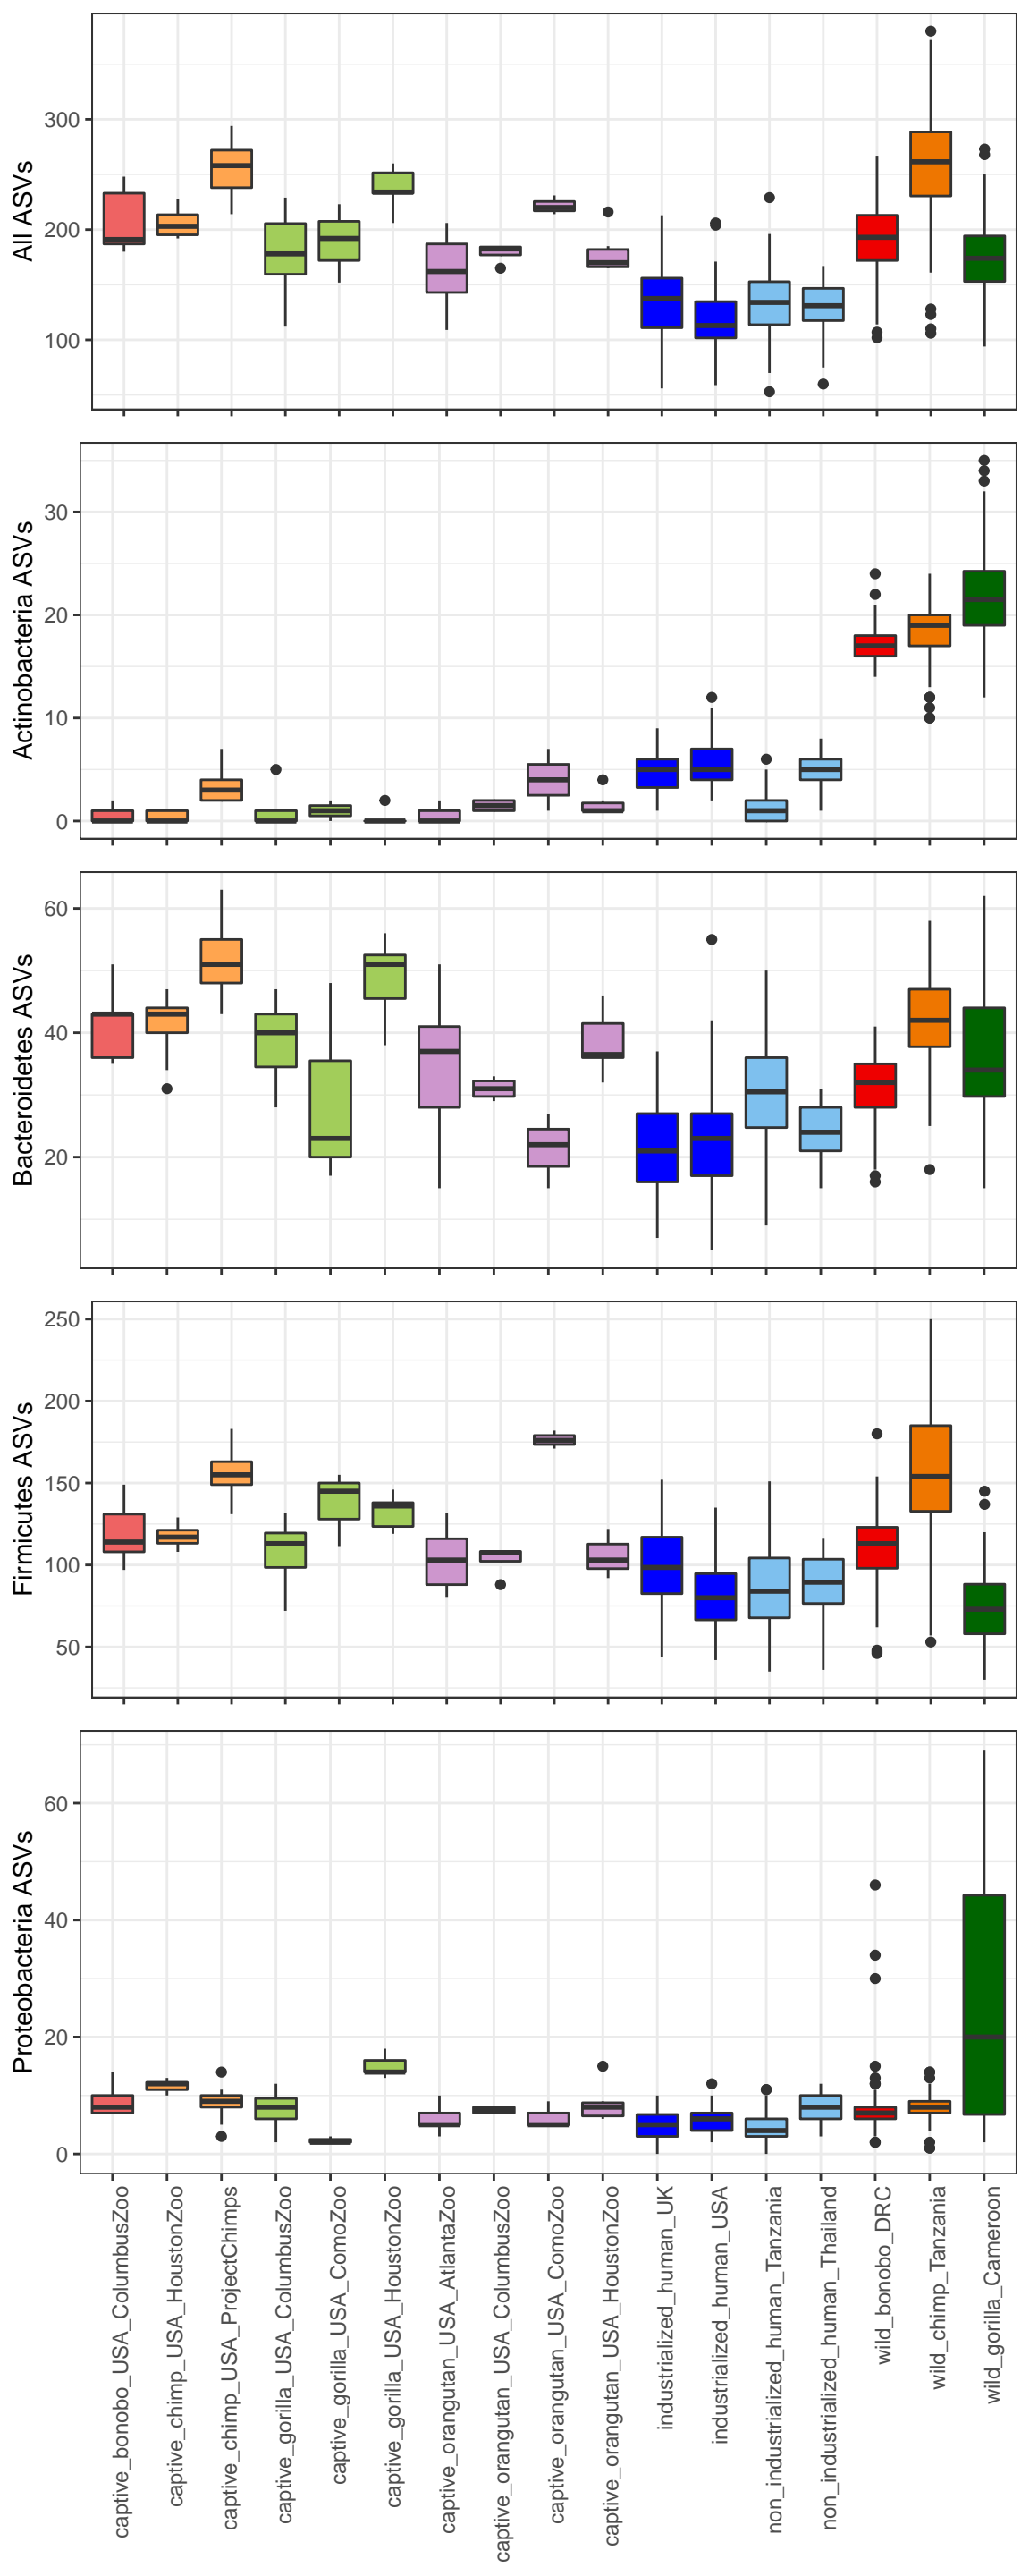 All ASVs
300
200
100
Actinobacteria ASVs
30
20
10
0
Bacteroidetes ASVs
60
40
20
Firmicutes ASVs
250
200
150
100
50
Proteobacteria ASVs
60
40
20
0
captive_bonobo_USA_ColumbusZoo
captive_chimp_USA_HoustonZoo
captive_chimp_USA_ProjectChimps
captive_gorilla_USA_ColumbusZoo
captive_gorilla_USA_ComoZoo
captive_gorilla_USA_HoustonZoo
captive_orangutan_USA_AtlantaZoo
captive_orangutan_USA_ColumbusZoo
captive_orangutan_USA_ComoZoo
captive_orangutan_USA_HoustonZoo
industrialized_human_UK
industrialized_human_USA
non_industrialized_human_Tanzania
non_industrialized_human_Thailand
wild_bonobo_DRC
wild_chimp_Tanzania
wild_gorilla_Cameroon